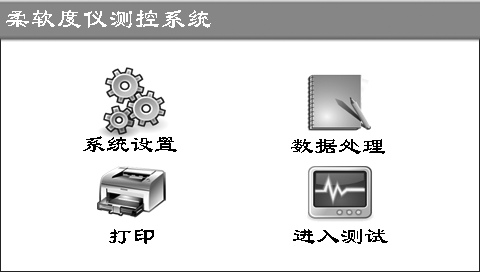 柔软度仪测控系统
系统设置
数据处理
打印
进入测试